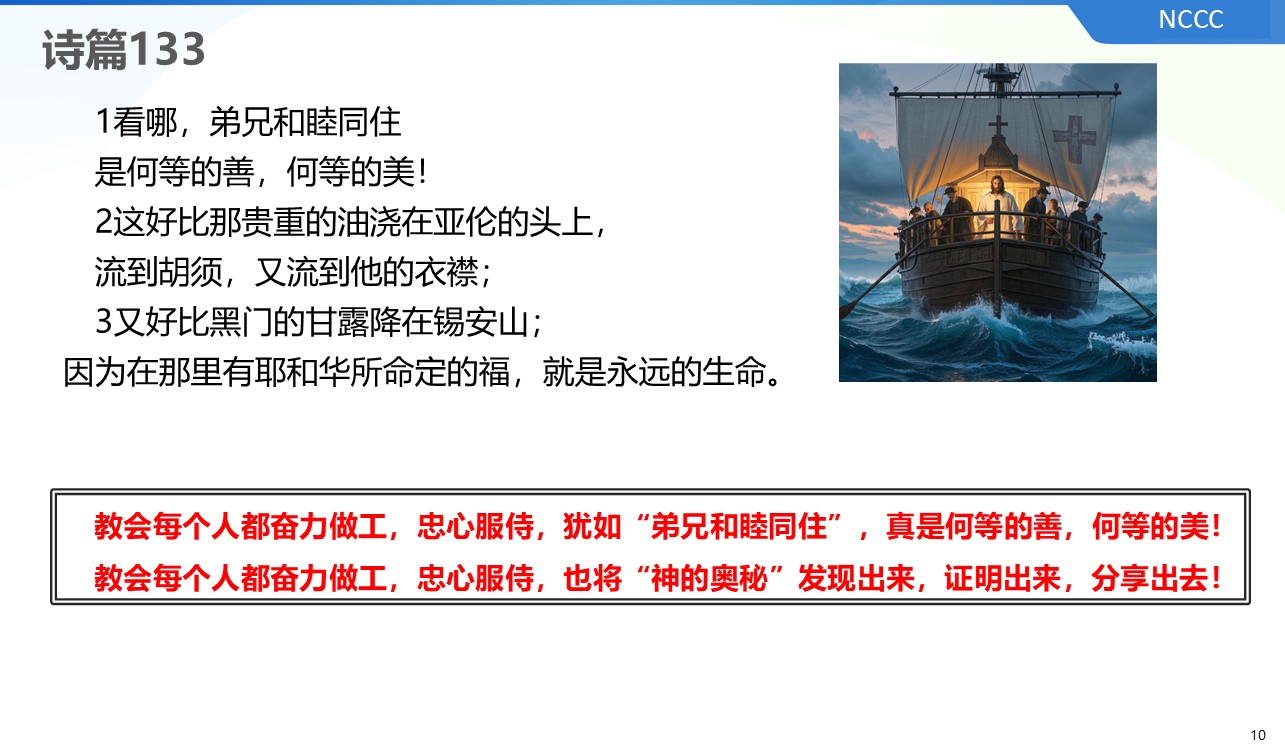 NCCC
诗篇133
1看哪，弟兄和睦同住
是何等的善，何等的美！
2这好比那贵重的油浇在亚伦的头上，
流到胡须，又流到他的衣襟；
3又好比黑门的甘露降在锡安山；
因为在那里有耶和华所命定的福，就是永远的生命。
教会每个人都奋力做工，忠心服侍，犹如“弟兄和睦同住”，真是何等的善，何等的美！
教会每个人都奋力做工，忠心服侍，也将“神的奥秘”发现出来，证明出来，分享出去！
10